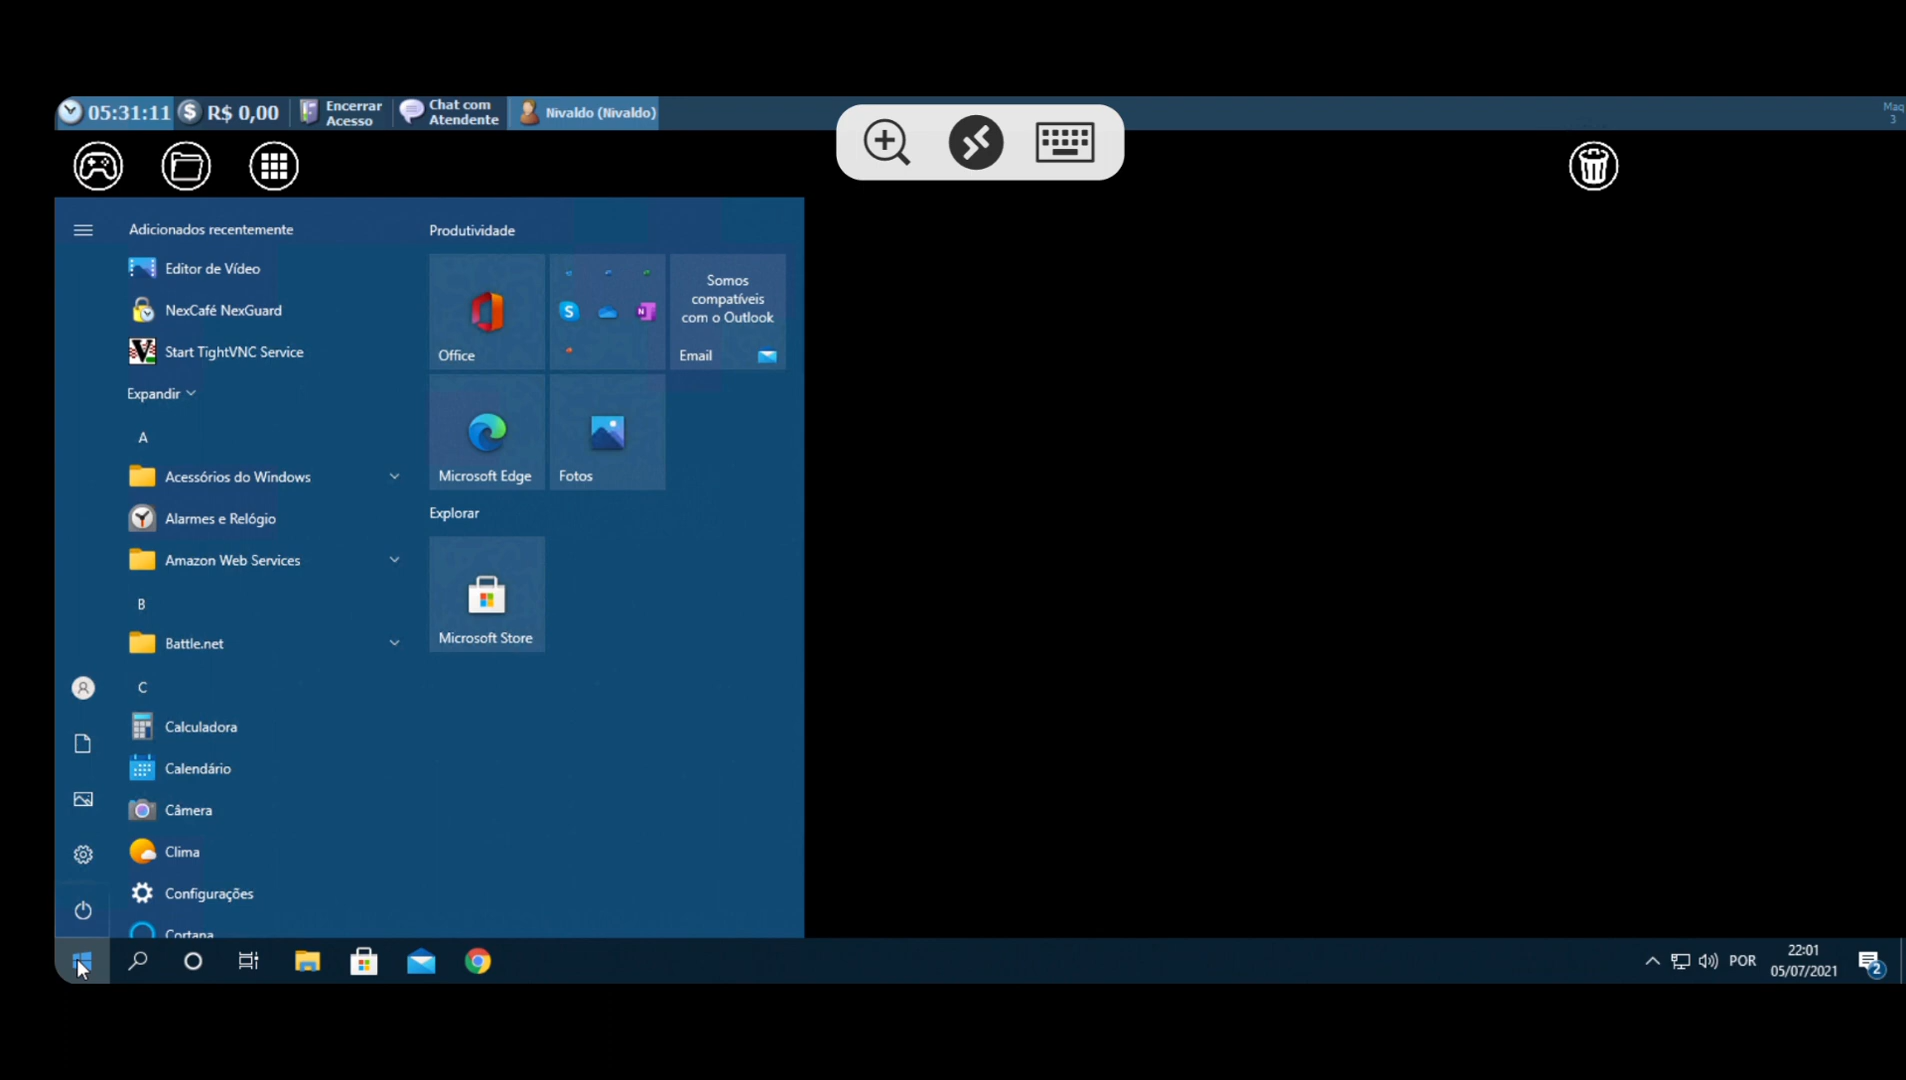 05:31:11 R$ 0,00 Encerrar Acesso Chat com Atendente Nivaldo (Nivaldo)
Maq
3
Adicionados recentemente
Editor de Vídeo
NexCafé NexGuard
Start TightVNC Service
Expandir
A
Acessórios do Windows
Alarmes e Relógio
Amazon Web Services
B
Battle.net
C
Calculadora
Calendário
Câmera
Clima
Configurações
Cortana
Produtividade
Office
Somos
compatíveis
com o Outlook
Email
Microsoft Edge
Fotos
Explorar
Microsoft Store
POR
22:01
05/07/2021
2